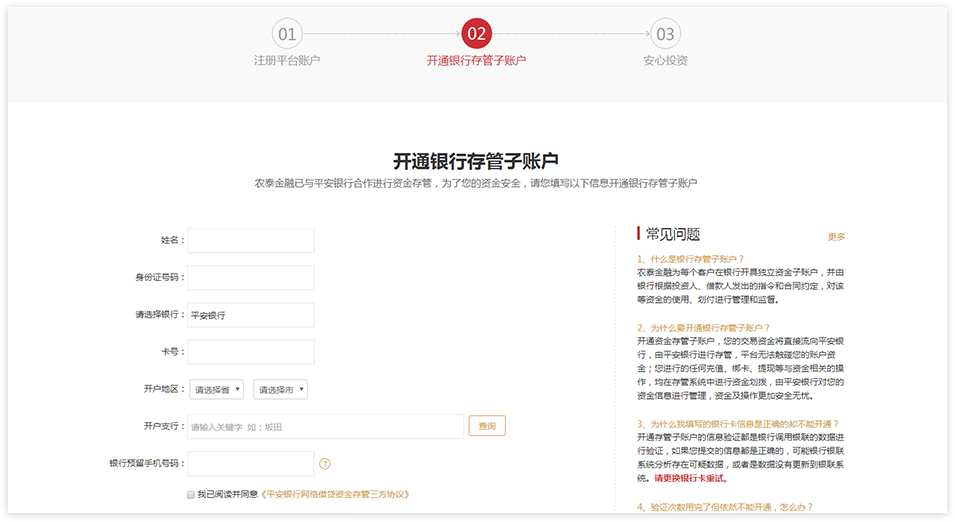 01
02
03
注册平台账户
开通银行存管子账户
安心投资
开通银行存管子账户
农泰金融已与平安银行合作进行资金存管，为了您的资金安全，请您填写以下信息开通银行存管子账户
姓名：
身份证号码：
请选择银行： 平安银行
卡号：
开户地区： 请选择省 请选择市
开户支行： 请输入关键字 如：坂田 查询
银行预留手机号码： ?
我已阅读并同意《平安银行网络借贷资金存管三方协议》
常见问题 更多
1、什么是银行存管子账户？
农泰金融为每个客户在银行开具独立资金子账户，并由
银行根据投资人、借款人发出的指令和合同约定，对该
等资金的使用、划付进行管理和监督。
2、为什么要开通银行存管子账户？
开通资金存管子账户，您的交易资金将直接流向平安银
行，由平安银行进行存管，平台无法触碰您的账户资
金；您进行的任何充值、绑卡、提现等与资金相关的操
作，均在存管系统中进行资金划拨，由平安银行对您的
资金信息进行管理，资金及操作更加安全无忧。
3、为什么我填写的银行卡信息是正确的却不能开通？
开通存管子账户的信息验证都是银行调用银联的数据进
行验证，如果您提交的信息都是正确的，可能银行银联
系统分析存在可疑数据，或者是数据没有更新到银联系
统。请更换银行卡重试。
4、验证次数用完了但依然不能开通，怎么办？